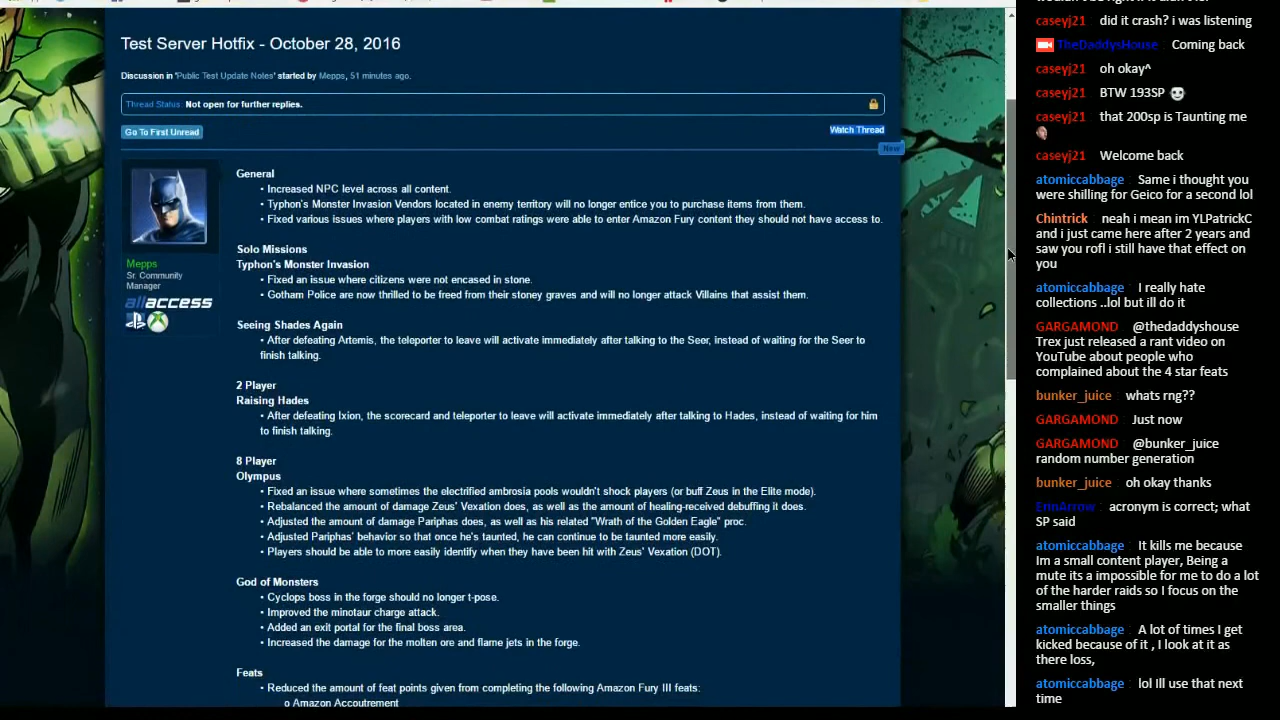 Test Server Hotfix - October 28, 2016
Discussion in 'Public Test Update Notes' started by Mepps, 51 minutes ago.
Thread Status: Not open for further replies.
Go To First Unread
Watch Thread
New
Mepps
Sr. Community
Manager
allaccess
General
• Increased NPC level across all content.
• Typhon's Monster Invasion Vendors located in enemy territory will no longer entice you to purchase items from them.
• Fixed various issues where players with low combat ratings were able to enter Amazon Fury content they should not have access to.
Solo Missions
Typhon's Monster Invasion
• Fixed an issue where citizens were not encased in stone.
• Gotham Police are now thrilled to be freed from their stoney graves and will no longer attack Villains that assist them.
Seeing Shades Again
• After defeating Artemis, the teleporter to leave will activate immediately after talking to the Seer, instead of waiting for the Seer to
finish talking.
2 Player
Raising Hades
• After defeating Ixion, the scorecard and teleporter to leave will activate immediately after talking to Hades, instead of waiting for him
to finish talking.
8 Player
Olympus
• Fixed an issue where sometimes the electrified ambrosia pools wouldn't shock players (or buff Zeus in the Elite mode).
• Rebalanced the amount of damage Zeus' Vexation does, as well as the amount of healing-received debuffing it does.
• Adjusted the amount of damage Pariphas does, as well as his related "Wrath of the Golden Eagle" proc.
• Adjusted Pariphas' behavior so that once he's taunted, he can continue to be taunted more easily.
• Players should be able to more easily identify when they have been hit with Zeus' Vexation (DOT).
God of Monsters
• Cyclops boss in the forge should no longer t-pose.
• Improved the minotaur charge attack.
• Added an exit portal for the final boss area.
• Increased the damage for the molten ore and flame jets in the forge.
Feats
• Reduced the amount of feat points given from completing the following Amazon Fury III feats:
o Amazon Accoutrement
caseyj21 : did it crash? i was listening
TheDaddysHouse : Coming back
caseyj21 : oh okay^
caseyj21 : BTW 193SP
caseyj21 : that 200sp is Taunting me
caseyj21 : Welcome back
atomiccabbage : Same i thought you
were shilling for Geico for a second lol
Chintrick : neah i mean im YLPatrickC
and i just came here after 2 years and
saw you rofl i still have that effect on
you
atomiccabbage : I really hate
collections ..lol but ill do it
GARGAMOND : @thedaddyshouse
Trex just released a rant video on
YouTube about people who
complained about the 4 star feats
bunker_juice : whats rng??
GARGAMOND : Just now
GARGAMOND : @bunker_juice
random number generation
bunker_juice : oh okay thanks
ErinArrow : acronym is correct; what
SP said
atomiccabbage : It kills me because
Im a small content player, Being a
mute its a impossible for me to do a lot
of the harder raids so I focus on the
smaller things
atomiccabbage : A lot of times I get
kicked because of it , I look at it as
there loss,
atomiccabbage : lol Ill use that next
time